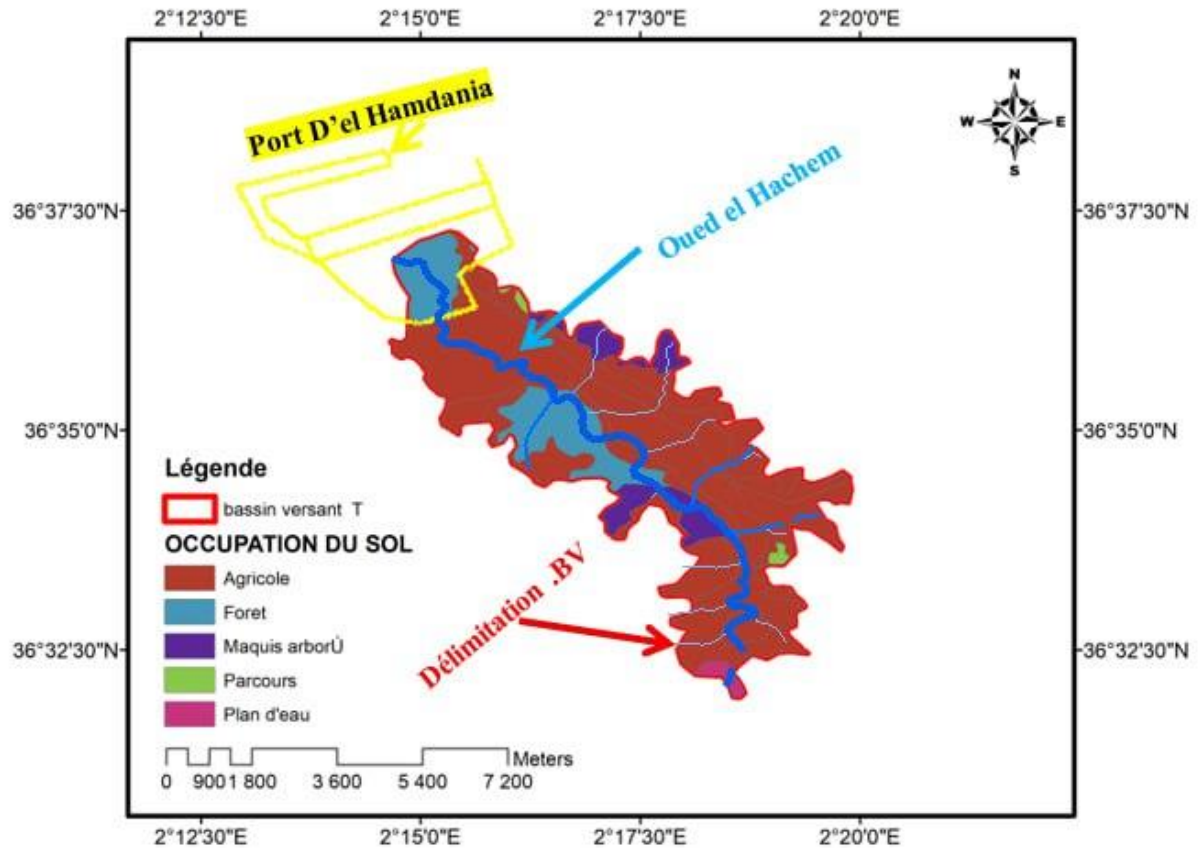 2°12'30"E 2°15'0"E 2°17'30"E 2°20'0"E
N
W E
S
Port D'el Hamdania
Oued el Hachem
36°37'30"N 36°37'30"N
36°35'0"N 36°35'0"N
Légende
bassin versant T
OCCUPATION DU SOL
Agricole
Foret
Maquis arborÚ
Parcours
Plan d'eau
Délimitation .BV
36°32'30"N 36°32'30"N
Meters
0 900 1 800 3 600 5 400 7 200
2°12'30"E 2°15'0"E 2°17'30"E 2°20'0"E